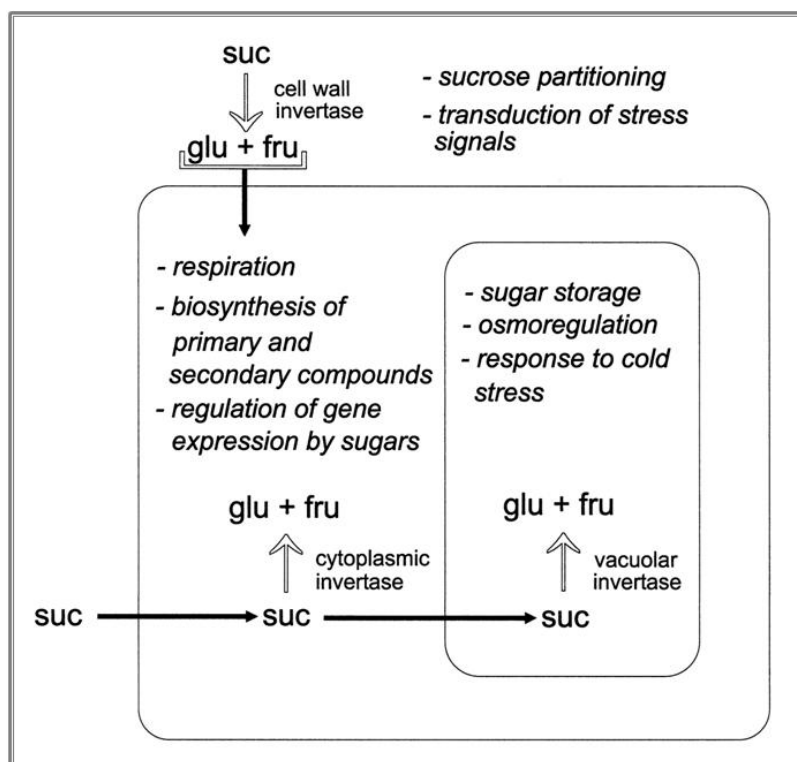 suc
cell wall
invertase
glu + fru
- sucrose partitioning
- transduction of stress
signals
- respiration
- biosynthesis of
primary and
secondary compounds
- regulation of gene
expression by sugars
- sugar storage
- osmoregulation
- response to cold
stress
glu + fru
cytoplasmic
invertase
glu + fru
vacuolar
invertase
suc
suc
suc